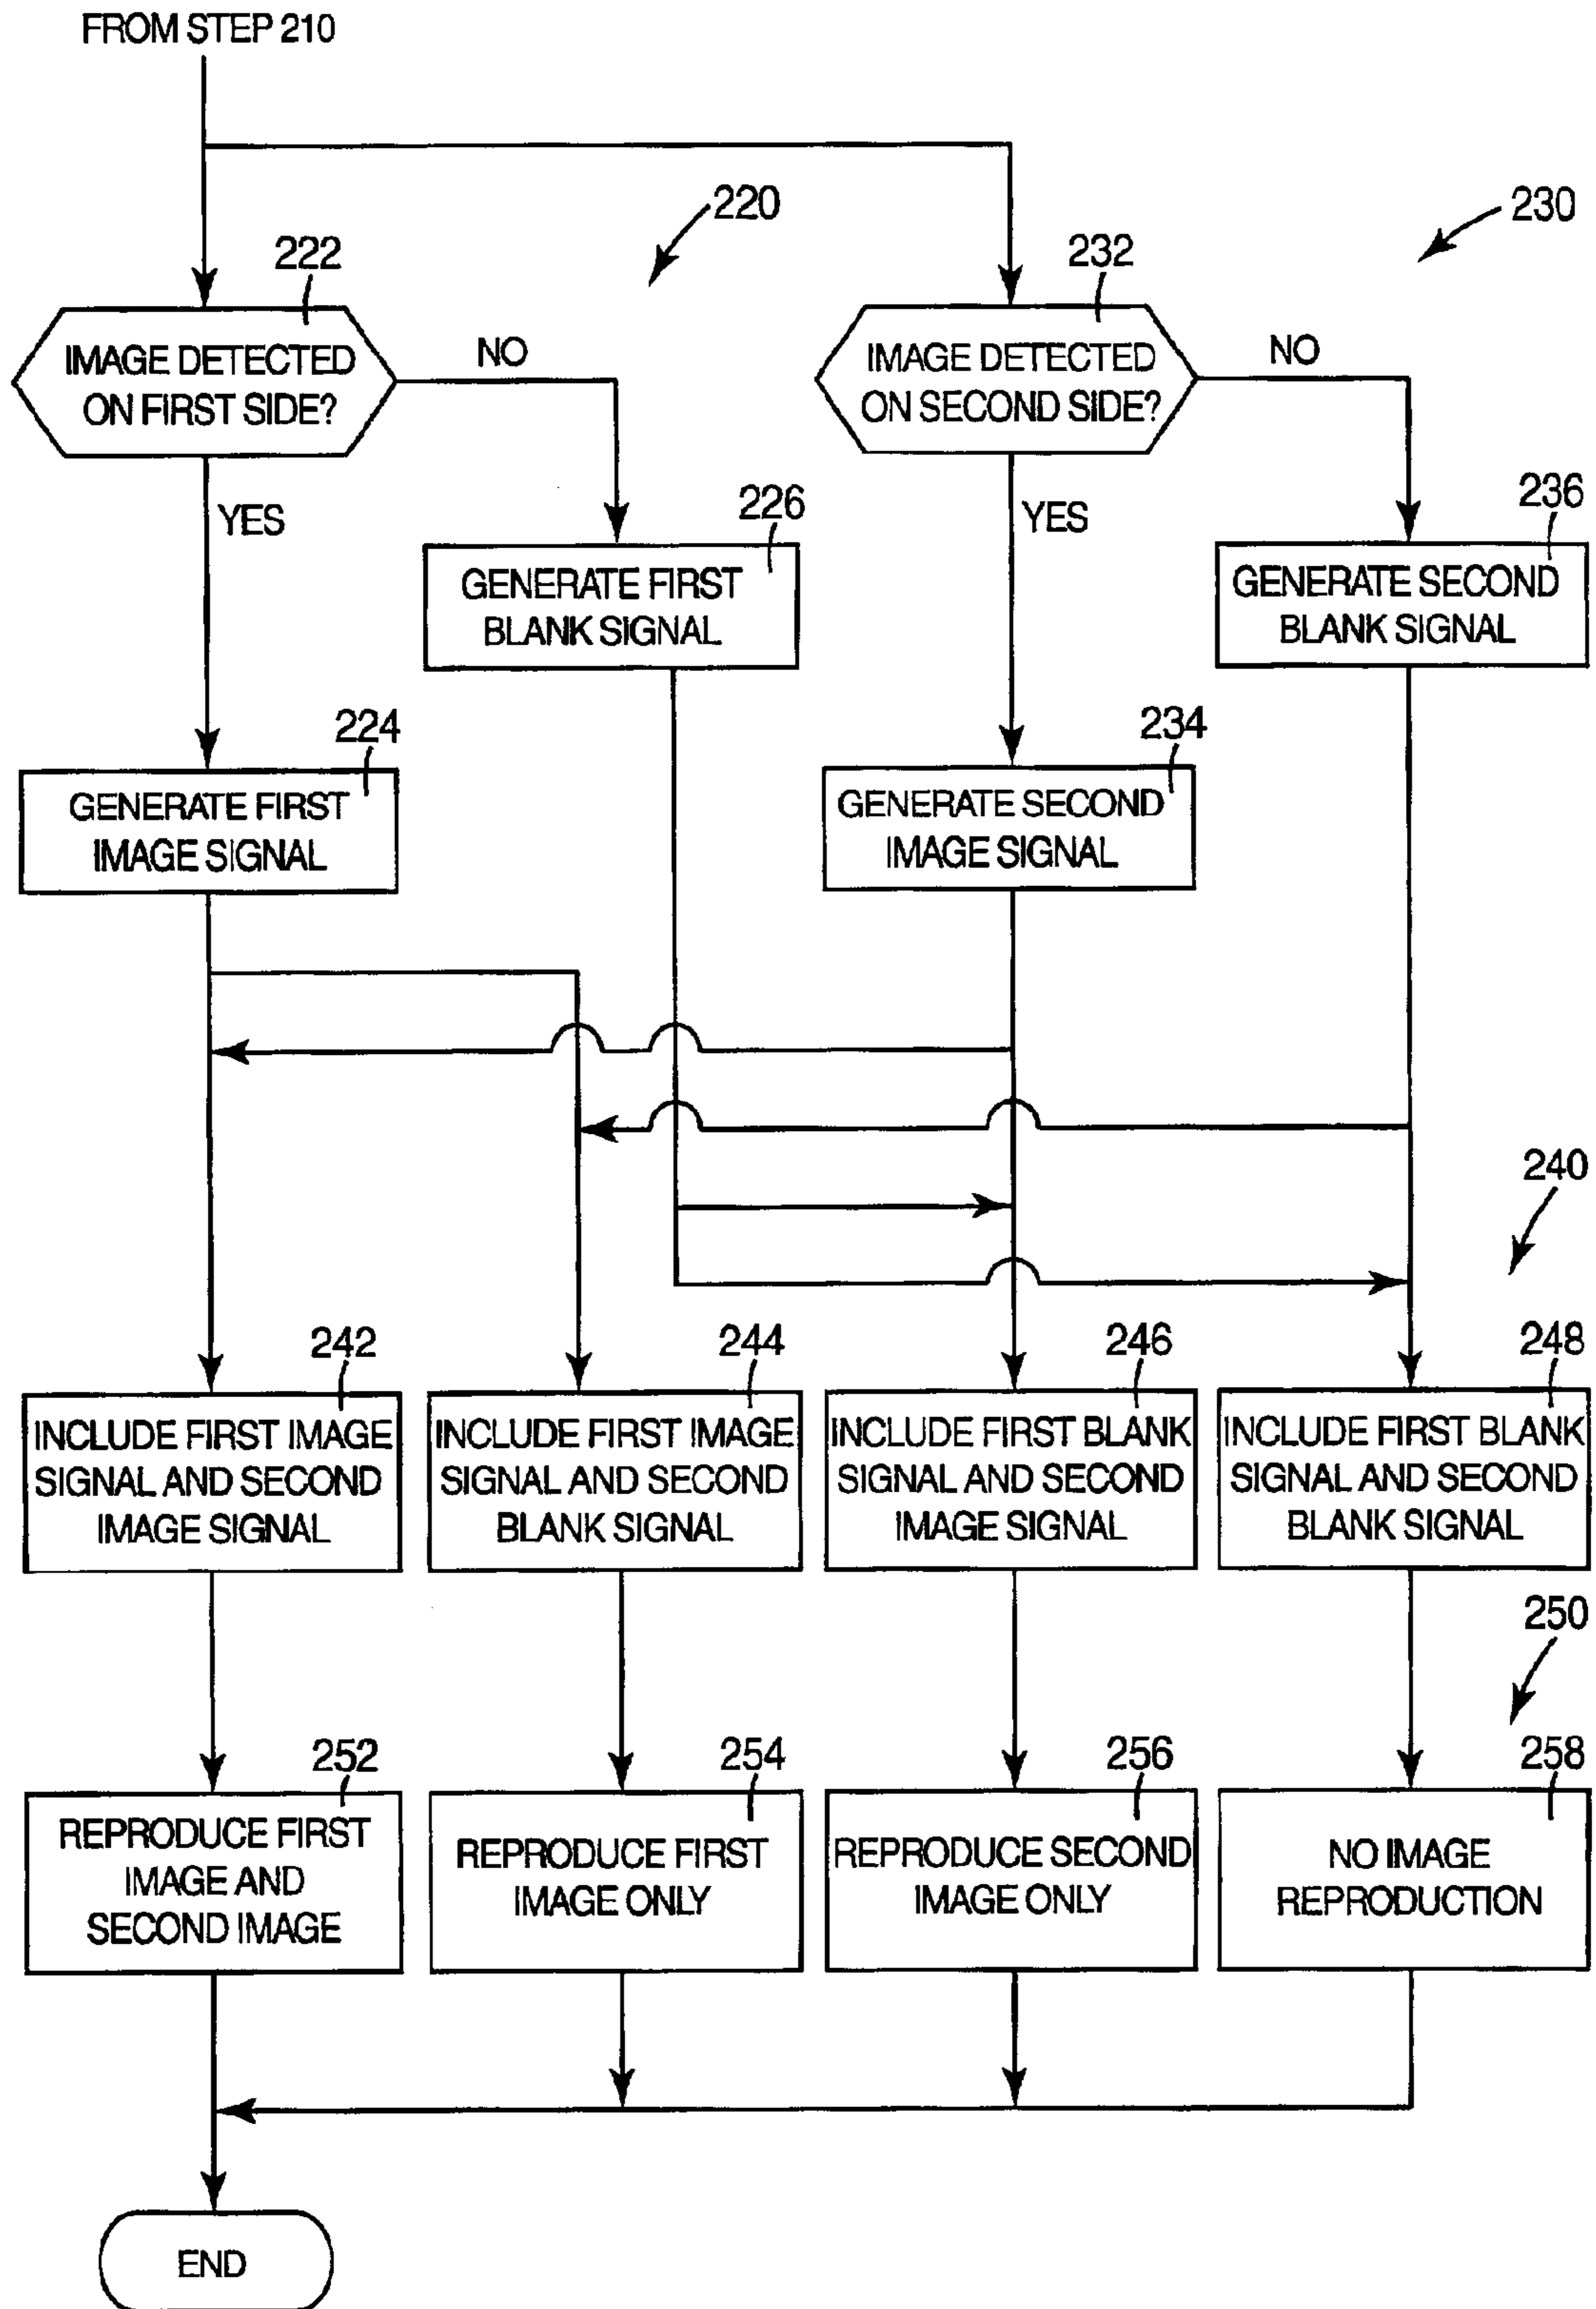 FROM STEP 210
220
230
222
232
IMAGE DETECTED
ON FIRST SIDE?
NO
IMAGE DETECTED
ON SECOND SIDE?
NO
YES
226
YES
236
GENERATE FIRST
BLANK SIGNAL
GENERATE SECOND
BLANK SIGNAL
224
234
GENERATE FIRST
IMAGE SIGNAL
GENERATE SECOND
IMAGE SIGNAL
240
242
244
246
248
INCLUDE FIRST IMAGE
SIGNAL AND SECOND
IMAGE SIGNAL
INCLUDE FIRST IMAGE
SIGNAL AND SECOND
BLANK SIGNAL
INCLUDE FIRST BLANK
SIGNAL AND SECOND
IMAGE SIGNAL
INCLUDE FIRST BLANK
SIGNAL AND SECOND
BLANK SIGNAL
250
252
254
256
258
REPRODUCE FIRST
IMAGE AND
SECOND IMAGE
REPRODUCE FIRST
IMAGE ONLY
REPRODUCE SECOND
IMAGE ONLY
NO IMAGE
REPRODUCTION
END